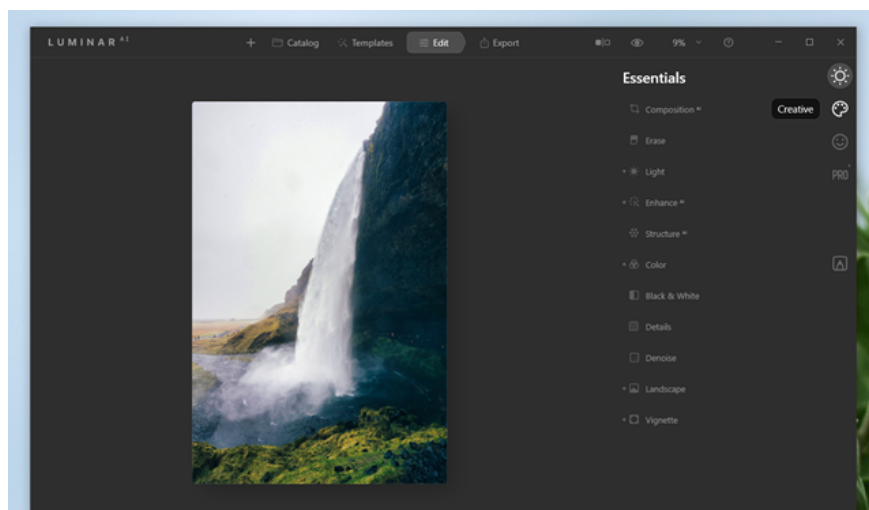 LUMINAR AI
Catalog
Templates
Edit
Export
9%
Essentials
Composition AI
Creative
Erase
Light
PRO
Enhance AI
Structure AI
Color
Black & White
Details
Denoise
Landscape
Vignette